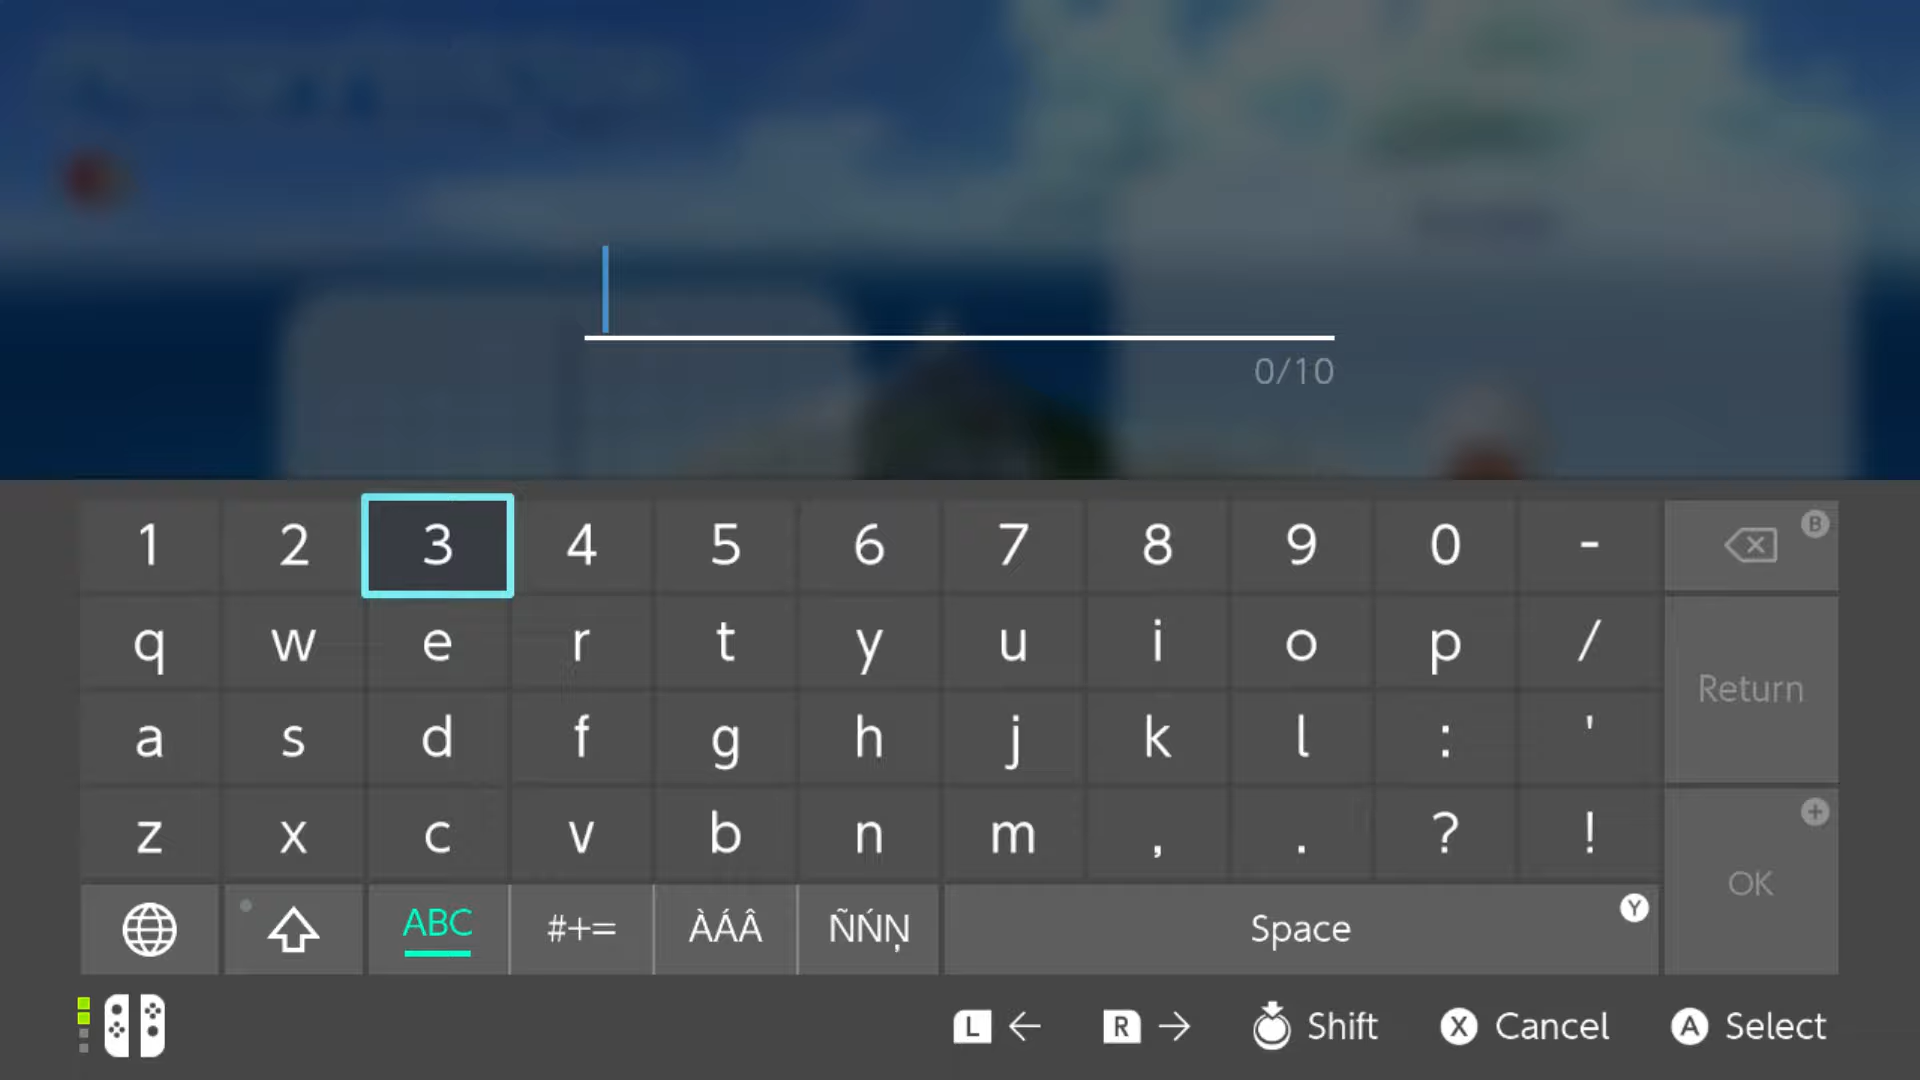 0/10
1 2 3 4 5 6 7 8 9 0 - B
q w e r t y u i o p /
Return
a s d f g h j k l : '
z x c v b n m , . ? ! +
OK
ABC #+= ÀÁÂ ÑŃŅ Space Y
L ← R → Shift X Cancel A Select